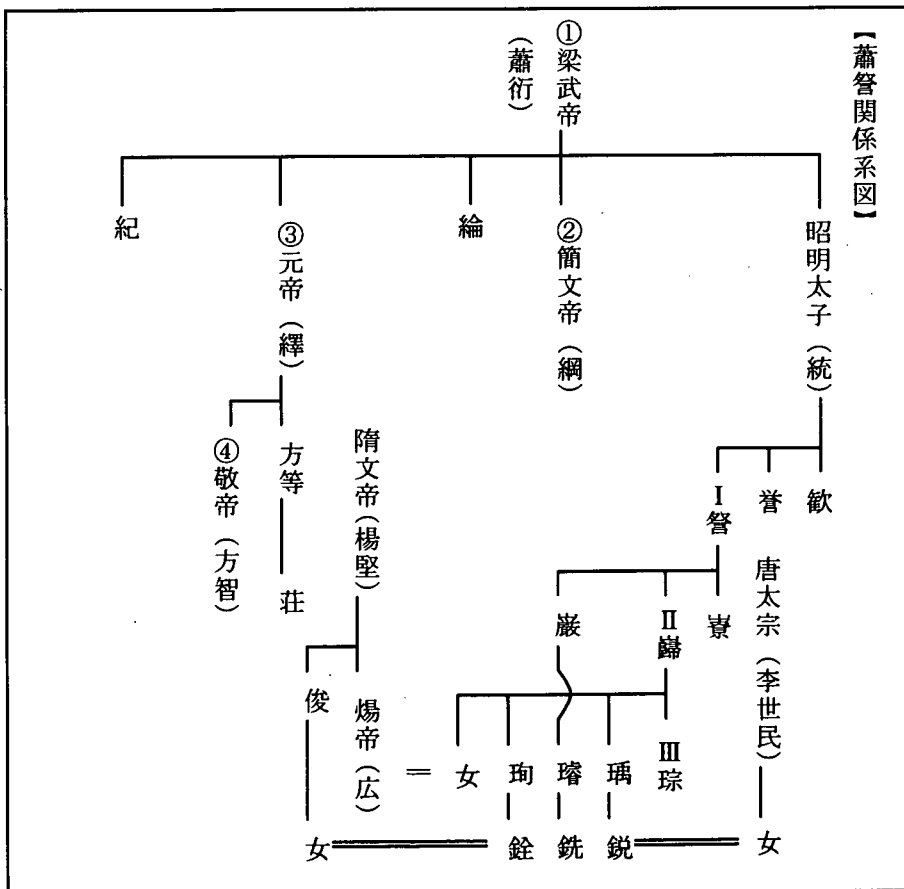 【蕭詧関係系図】
①梁武帝
(蕭衍)
昭明太子(統)
②簡文帝(綱)
綸
③元帝(繹)
紀
歓
誉
Ⅰ詧
方等
④敬帝(方智)
荘
寮
Ⅱ巋
巌
唐太宗(李世民)
隋文帝(楊堅)
煬帝(広)
俊
Ⅲ琮
瑀
璿
珣
女
女
鋭
銑
銓
女